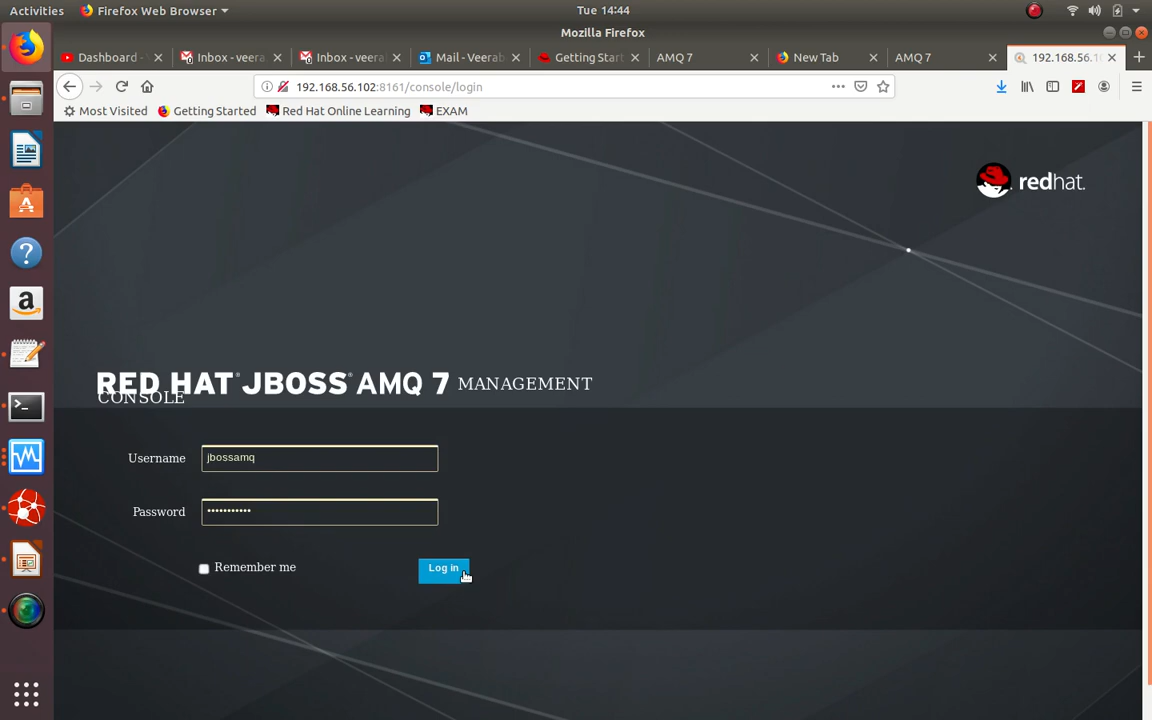 Activities Firefox Web Browser Tue 14:44
Mozilla Firefox
Dashboard - Inbox - veera Inbox - veera Mail - Veerab Getting Start AMQ 7 New Tab AMQ 7 192.168.56.10
192.168.56.102:8161/console/login
Most Visited Getting Started Red Hat Online Learning EXAM
redhat.
RED HAT® JBOSS® AMQ 7 MANAGEMENT
CONSOLE
Username jbossamq
Password •••••••••••
Remember me Log in